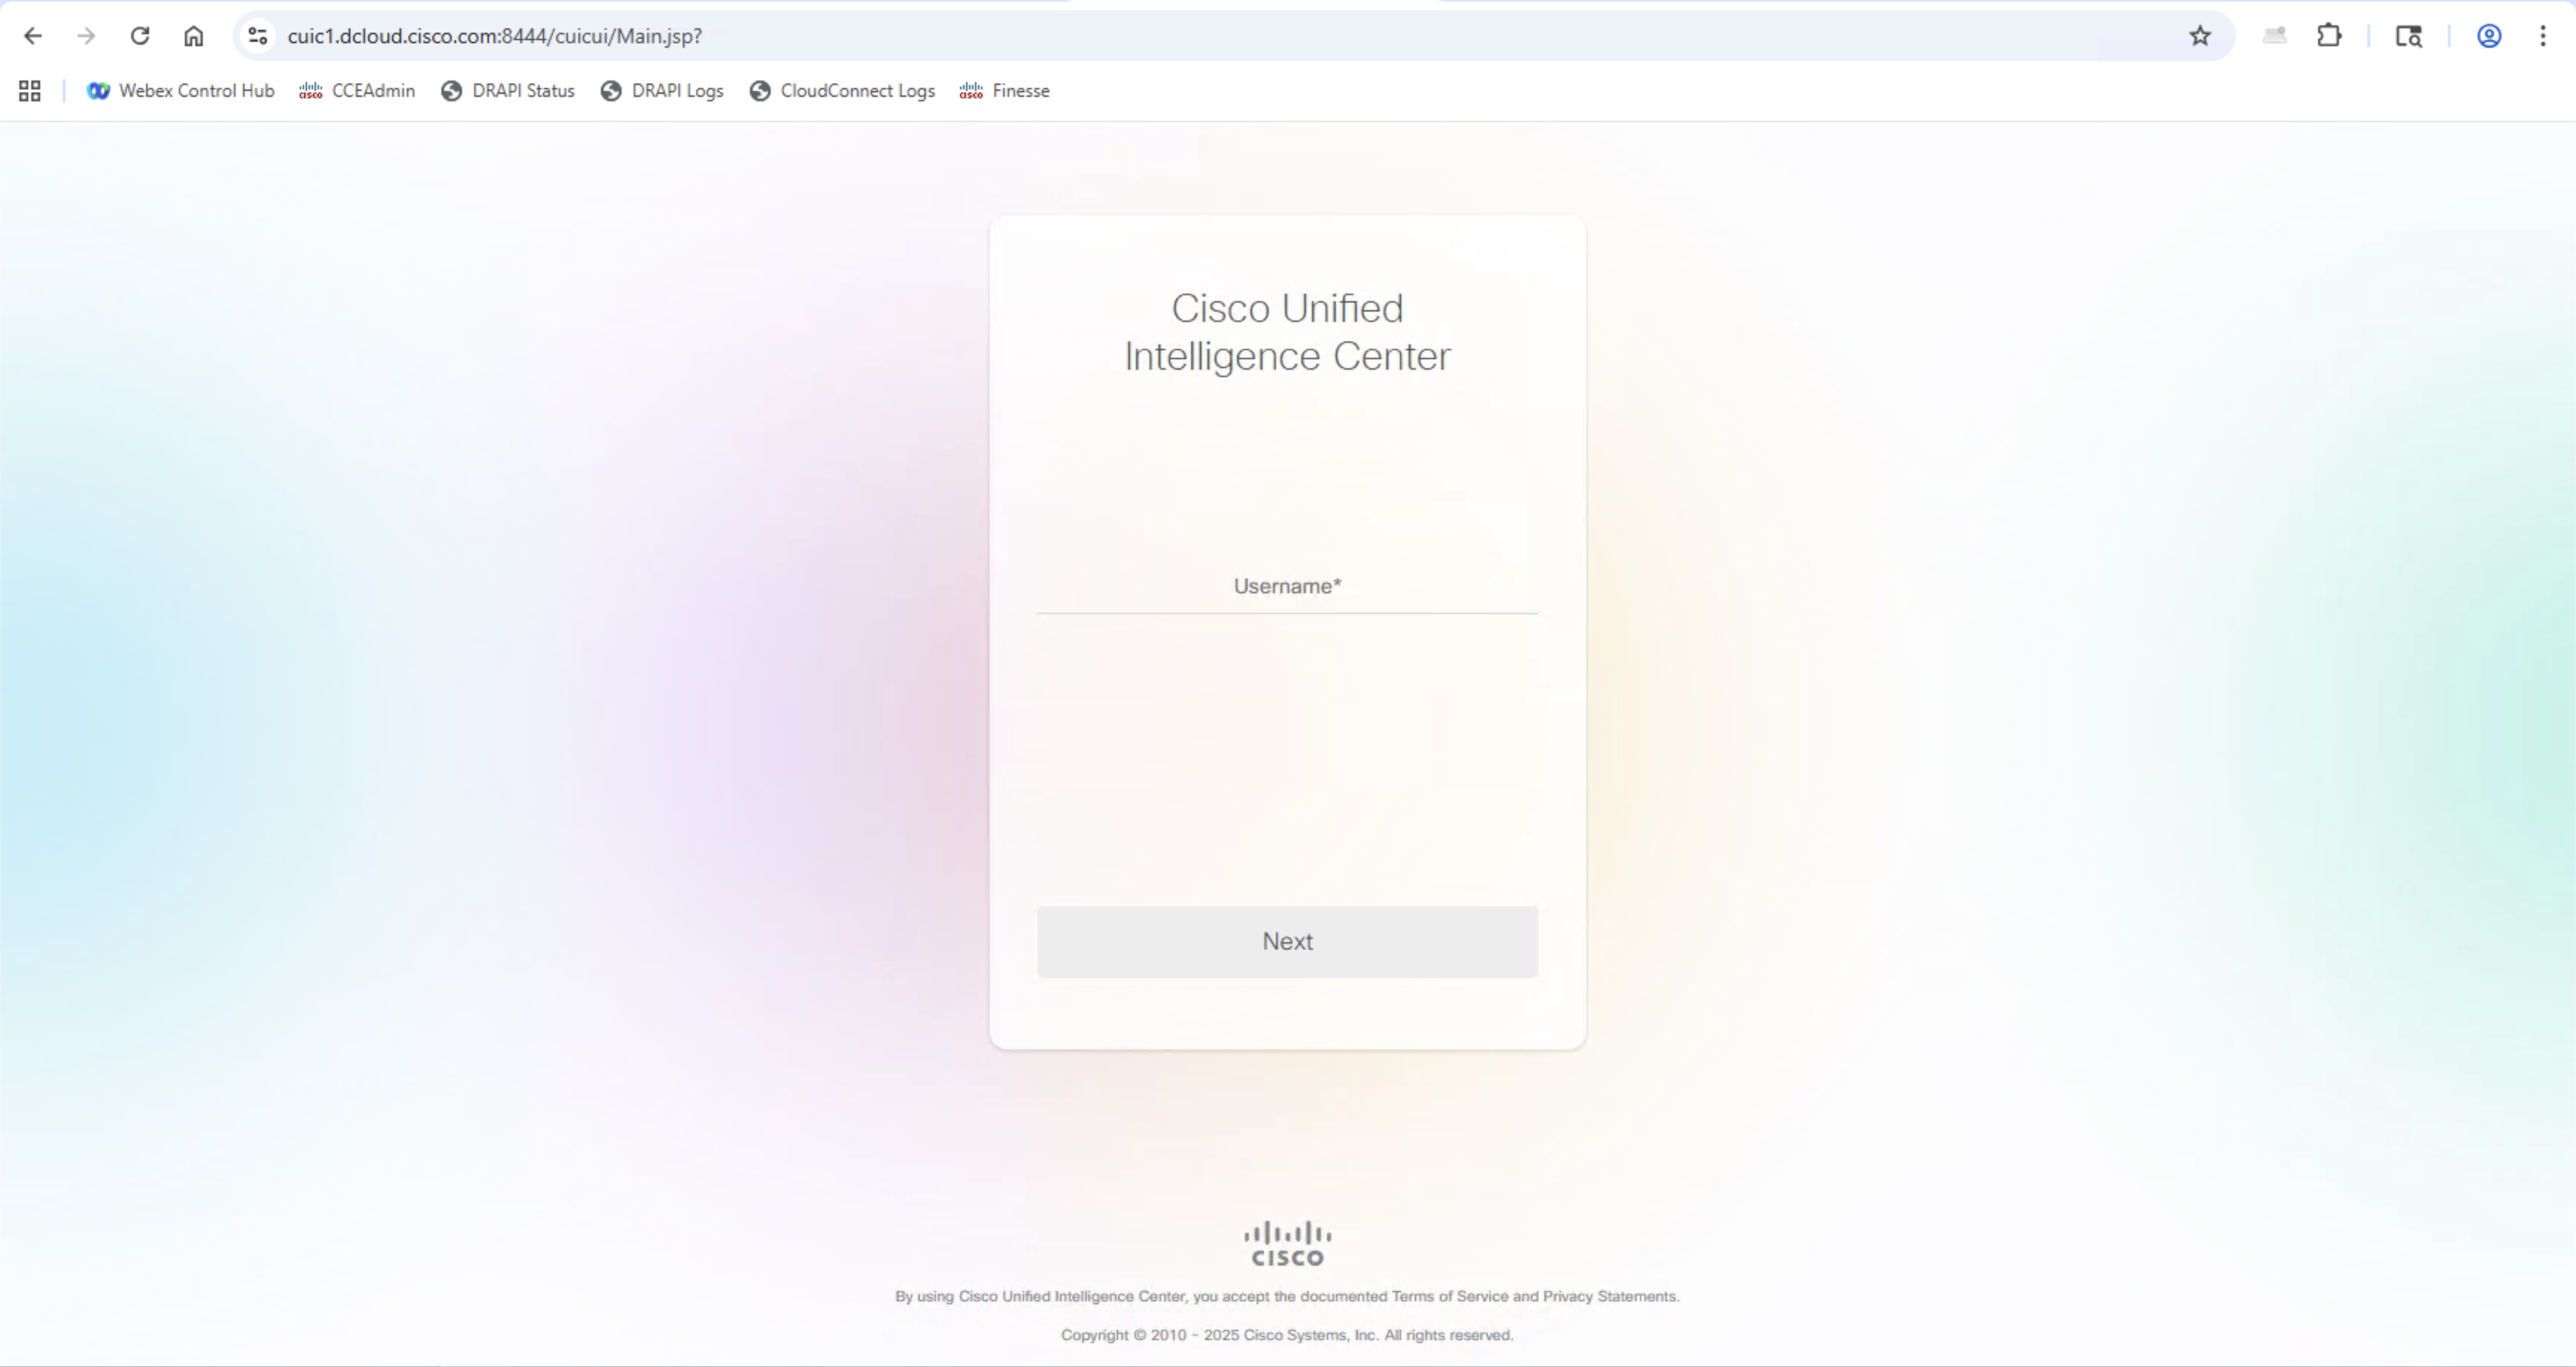 cuic1.dcloud.cisco.com:8444/cuicui/Main.jsp?
Webex Control Hub CCEAdmin DRAPI Status DRAPI Logs CloudConnect Logs Finesse
Cisco Unified
Intelligence Center
Username*
Next
CISCO
By using Cisco Unified Intelligence Center, you accept the documented Terms of Service and Privacy Statements.
Copyright © 2010 - 2025 Cisco Systems, Inc. All rights reserved.